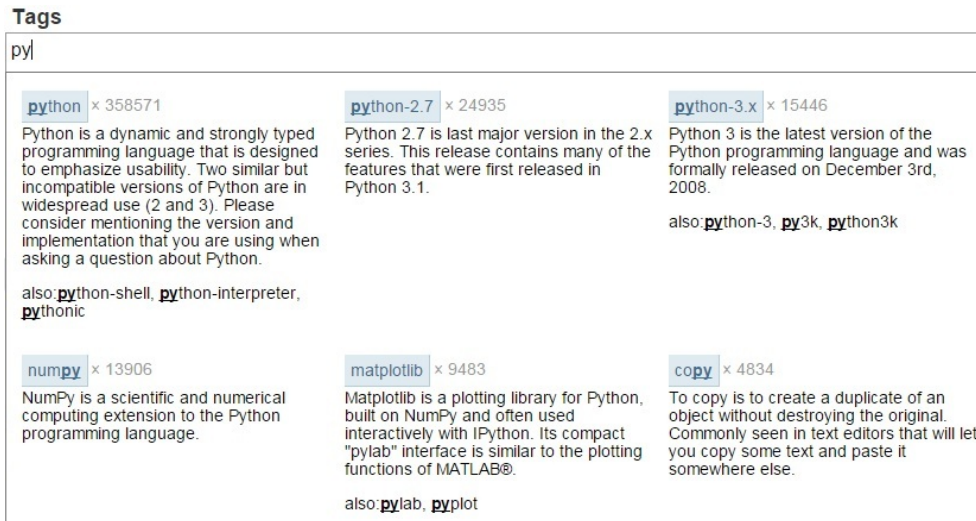 Tags
py
python × 358571
Python is a dynamic and strongly typed
programming language that is designed
to emphasize usability. Two similar but
incompatible versions of Python are in
widespread use (2 and 3). Please
consider mentioning the version and
implementation that you are using when
asking a question about Python.
also:python-shell, python-interpreter,
pythonic
python-2.7 × 24935
Python 2.7 is last major version in the 2.x
series. This release contains many of the
features that were first released in
Python 3.1.
python-3.x × 15446
Python 3 is the latest version of the
Python programming language and was
formally released on December 3rd,
2008.
also:python-3, py3k, python3k
numpy × 13906
NumPy is a scientific and numerical
computing extension to the Python
programming language.
matplotlib × 9483
Matplotlib is a plotting library for Python,
built on NumPy and often used
interactively with IPython. Its compact
"pylab" interface is similar to the plotting
functions of MATLAB®.
also:pylab, pyplot
copy × 4834
To copy is to create a duplicate of an
object without destroying the original.
Commonly seen in text editors that will let
you copy some text and paste it
somewhere else.